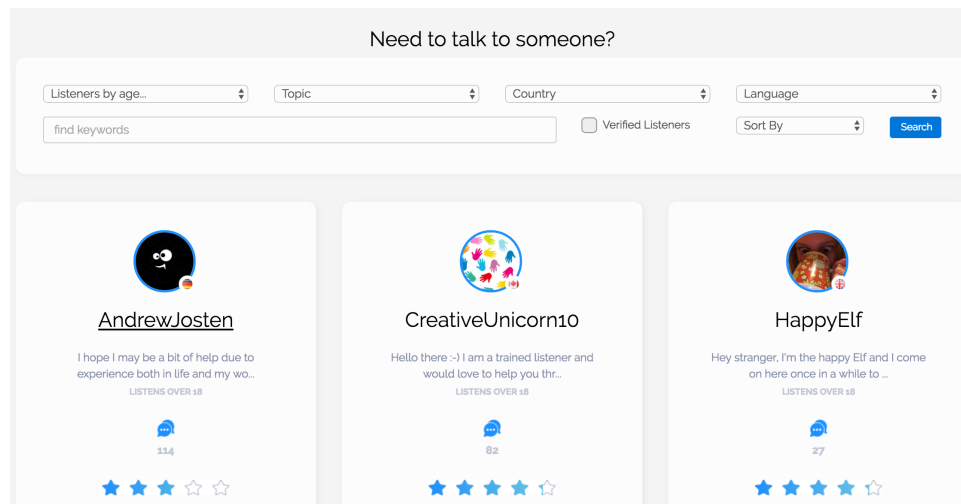 Need to talk to someone?
Listeners by age... Topic Country Language
find keywords Verified Listeners Sort By Search
AndrewJosten
I hope I may be a bit of help due to
experience both in life and my wo...
LISTENS OVER 18
114
CreativeUnicorn10
Hello there :-) I am a trained listener and
would love to help you thr...
LISTENS OVER 18
82
HappyElf
Hey stranger, I'm the happy Elf and I come
on here once in a while to ...
LISTENS OVER 18
27